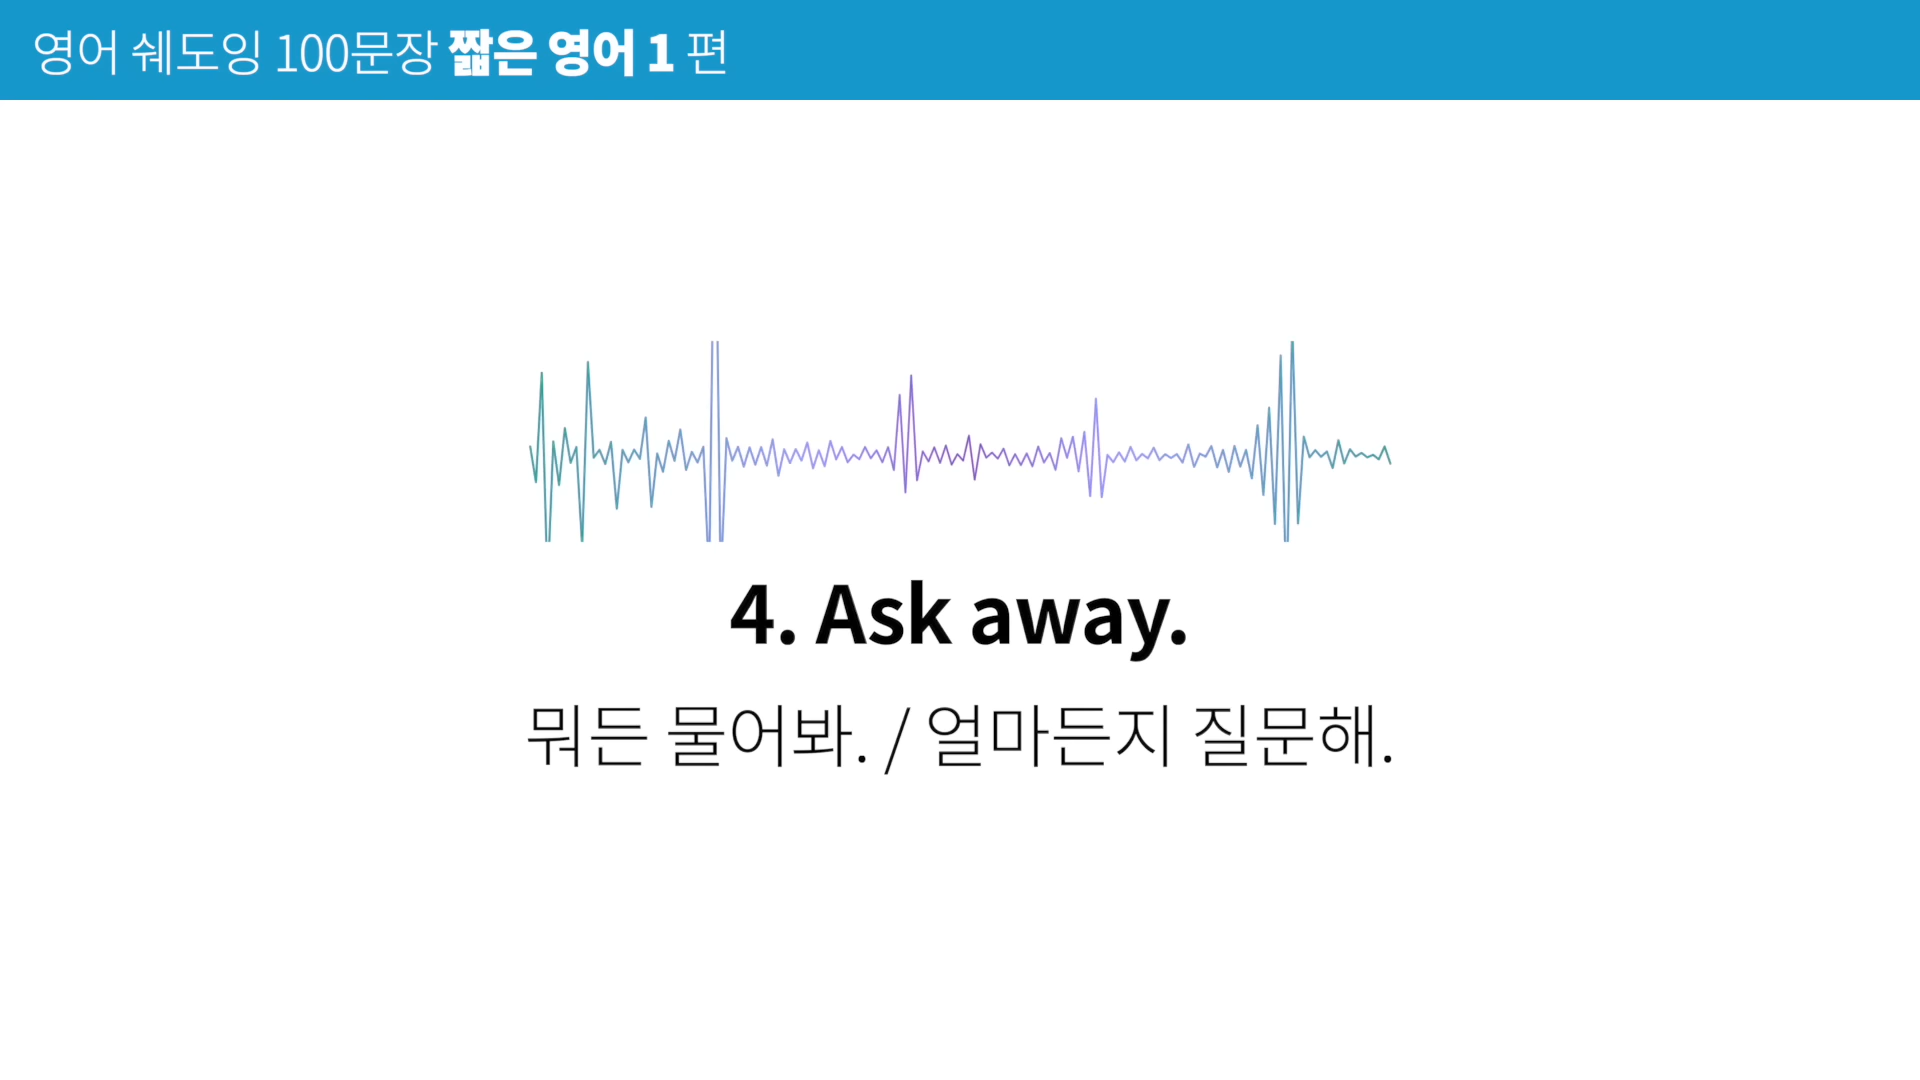 영어 쉐도잉 100문장 짧은 영어 1 편
4. Ask away.
뭐든 물어봐. / 얼마든지 질문해.